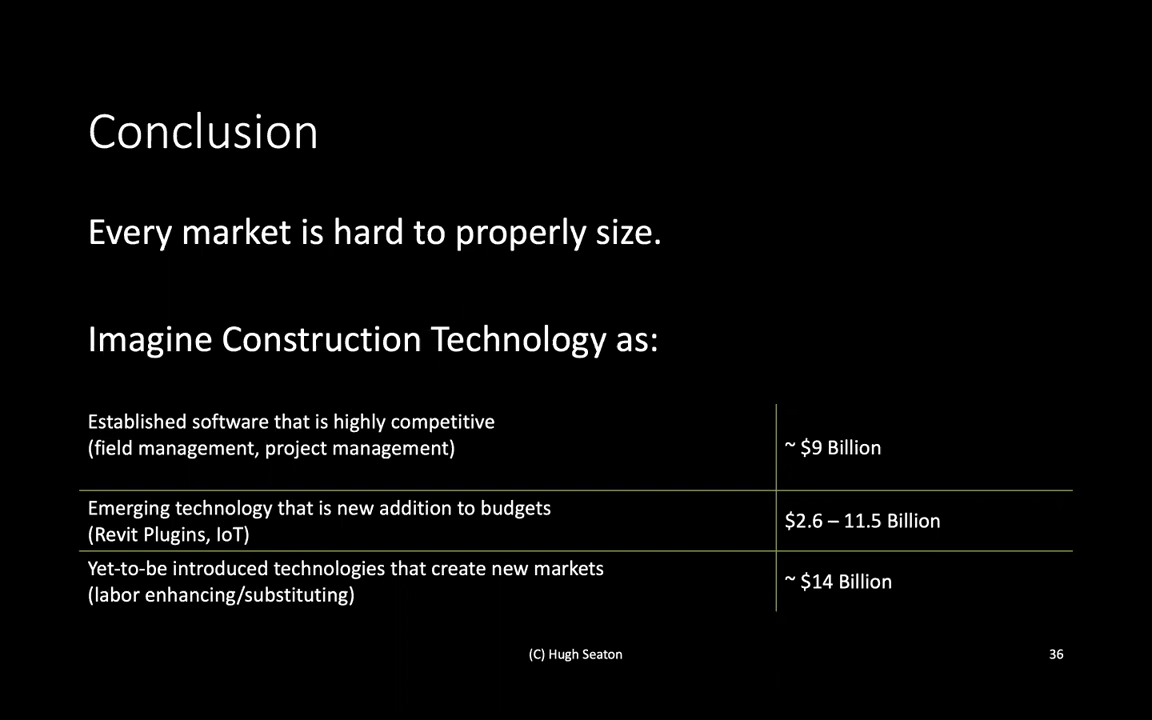 Conclusion
Every market is hard to properly size.
Imagine Construction Technology as:
Established software that is highly competitive
(field management, project management)
~ $9 Billion
Emerging technology that is new addition to budgets
(Revit Plugins, IoT)
$2.6 – 11.5 Billion
Yet-to-be introduced technologies that create new markets
(labor enhancing/substituting)
~ $14 Billion
(C) Hugh Seaton
36